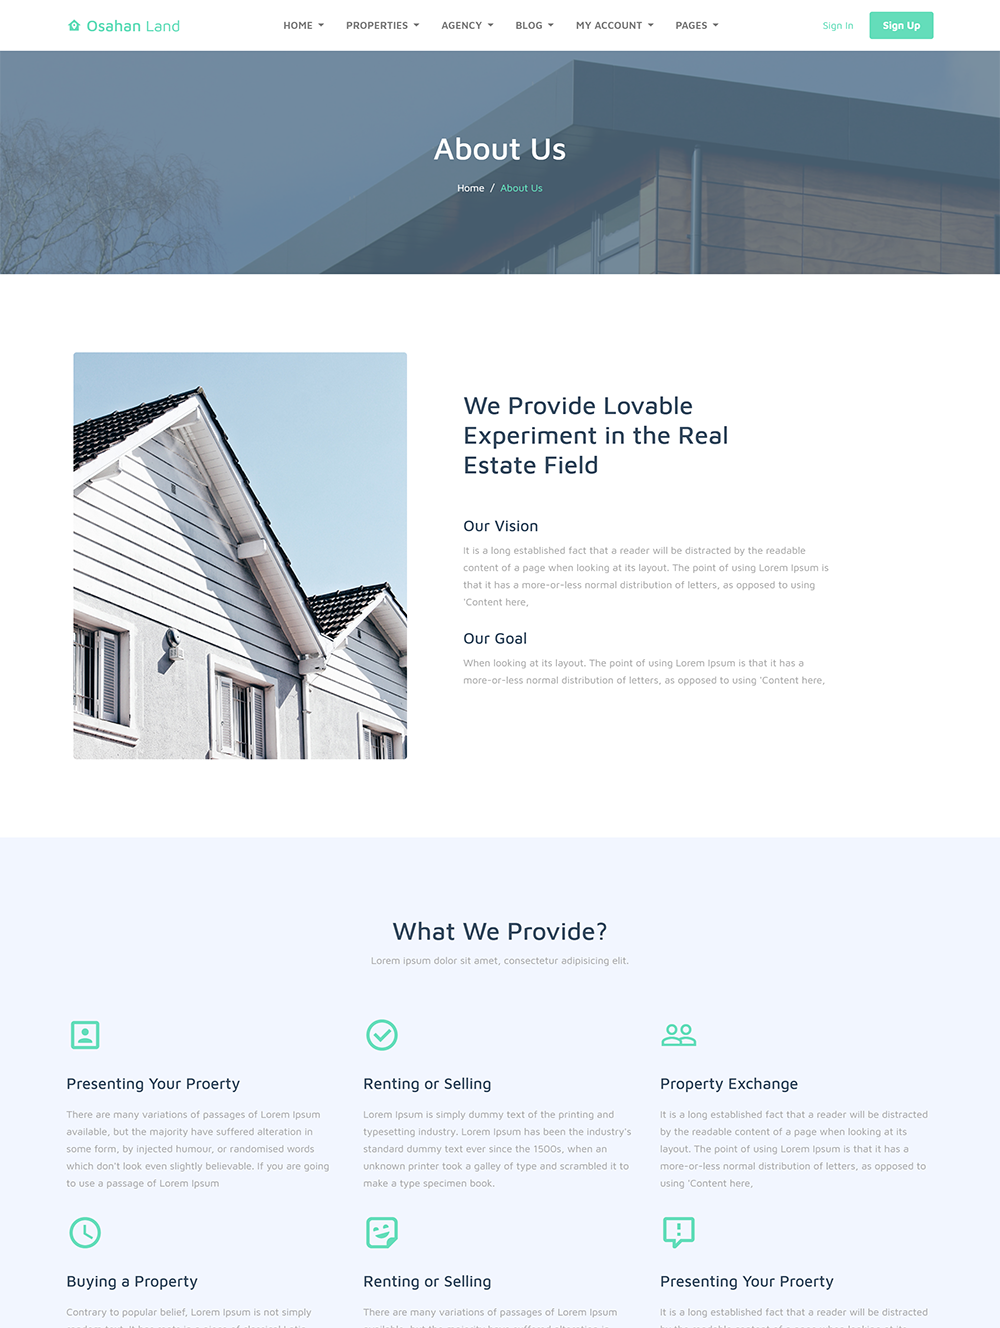 Osahan Land
HOME PROPERTIES AGENCY BLOG MY ACCOUNT PAGES
Sign In Sign Up
About Us
Home / About Us
We Provide Lovable
Experiment in the Real
Estate Field
Our Vision
It is a long established fact that a reader will be distracted by the readable
content of a page when looking at its layout. The point of using Lorem Ipsum is
that it has a more-or-less normal distribution of letters, as opposed to using
'Content here,
Our Goal
When looking at its layout. The point of using Lorem Ipsum is that it has a
more-or-less normal distribution of letters, as opposed to using 'Content here,
What We Provide?
Lorem ipsum dolor sit amet, consectetur adipisicing elit.
Presenting Your Proerty
There are many variations of passages of Lorem Ipsum
available, but the majority have suffered alteration in
some form, by injected humour, or randomised words
which don't look even slightly believable. If you are going
to use a passage of Lorem Ipsum
Renting or Selling
Lorem Ipsum is simply dummy text of the printing and
typesetting industry. Lorem Ipsum has been the industry's
standard dummy text ever since the 1500s, when an
unknown printer took a galley of type and scrambled it to
make a type specimen book.
Property Exchange
It is a long established fact that a reader will be distracted
by the readable content of a page when looking at its
layout. The point of using Lorem Ipsum is that it has a
more-or-less normal distribution of letters, as opposed to
using 'Content here,
Buying a Property
Contrary to popular belief, Lorem Ipsum is not simply
Renting or Selling
There are many variations of passages of Lorem Ipsum
Presenting Your Proerty
It is a long established fact that a reader will be distracted